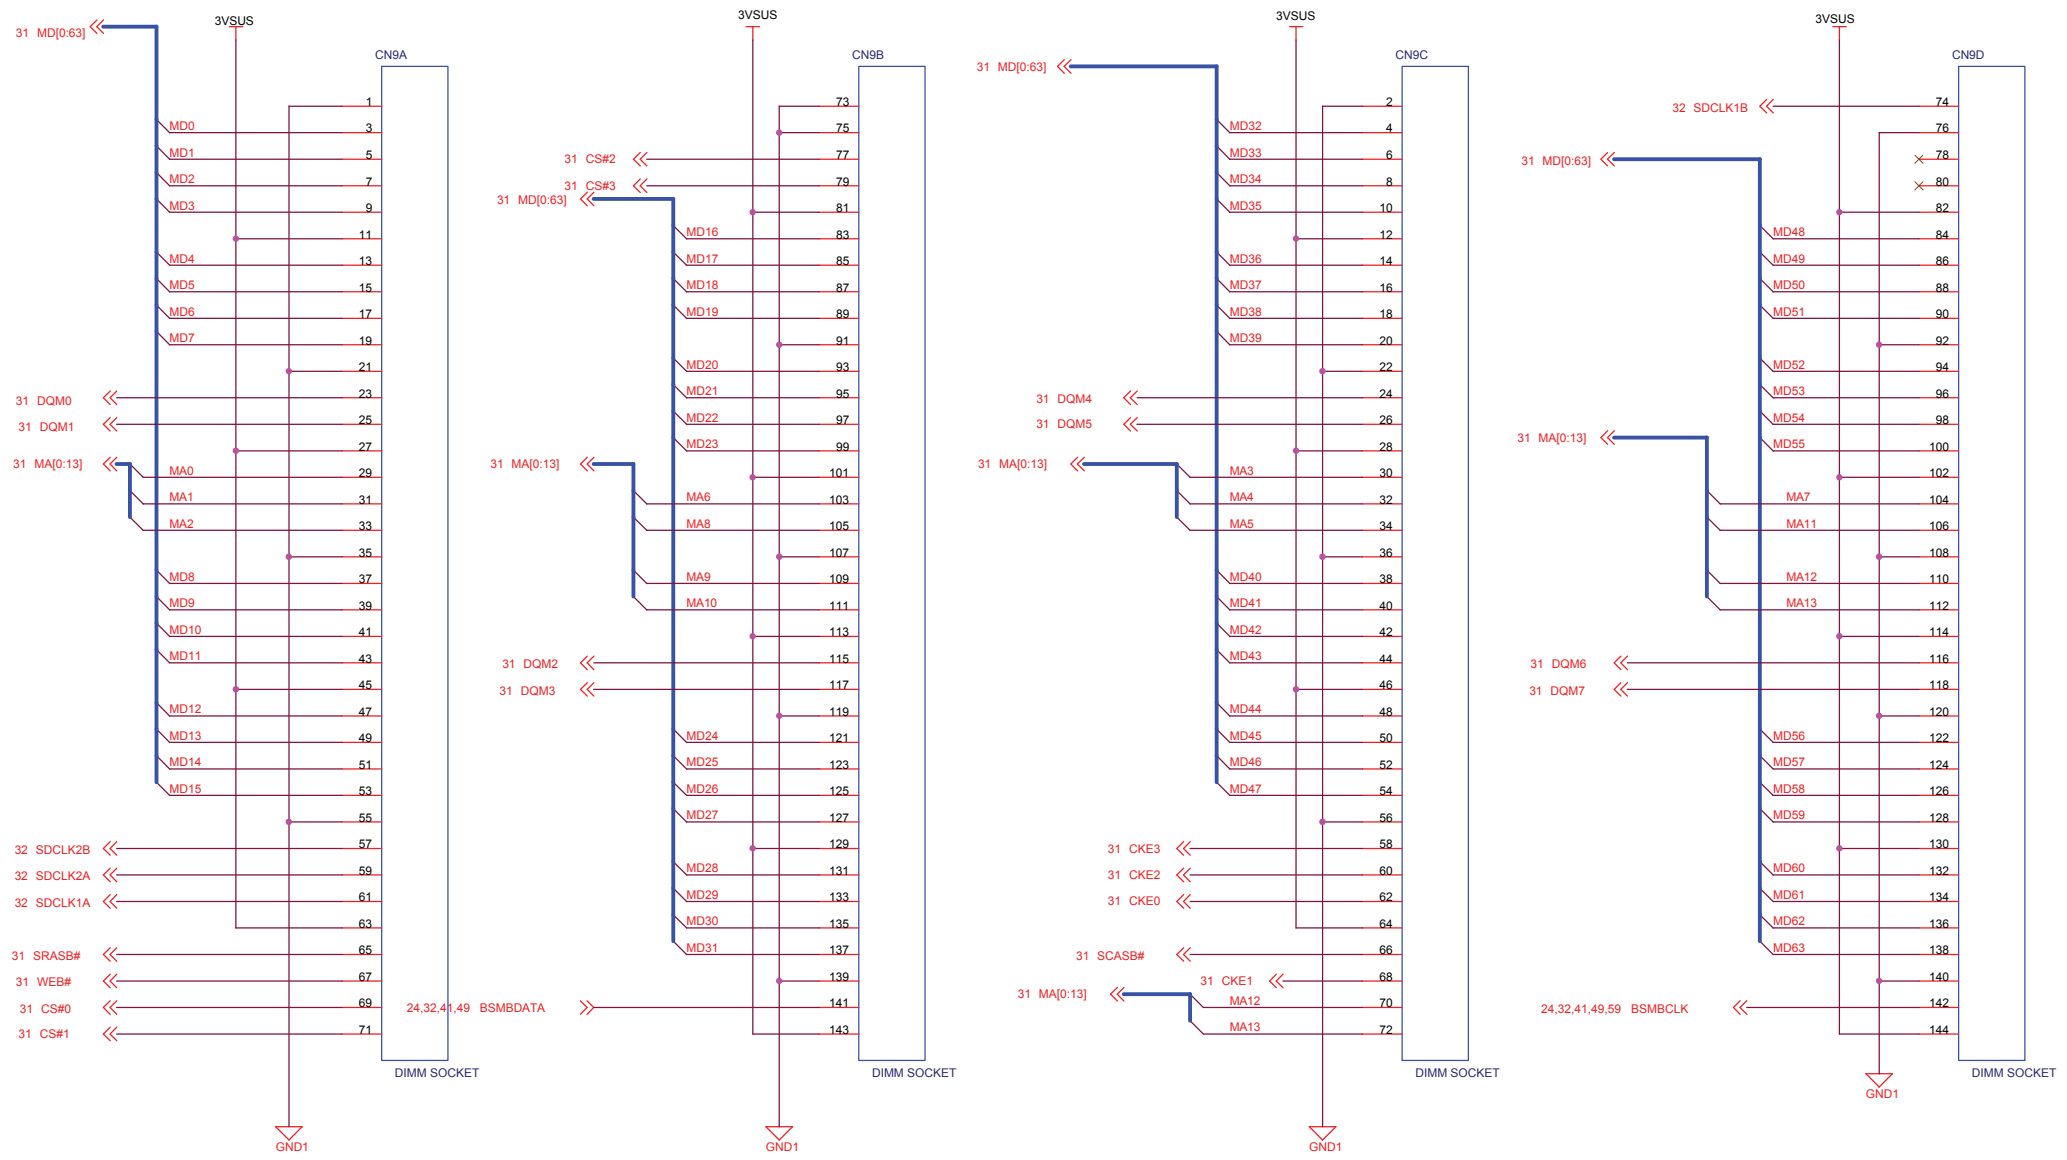 31 MD[0:63]
3VSUS
CN9A
1
MD0 3
MD1 5
MD2 7
MD3 9
11
MD4 13
MD5 15
MD6 17
MD7 19
21
31 DQM0 23
31 DQM1 25
27
31 MA[0:13]
MA0 29
MA1 31
MA2 33
35
MD8 37
MD9 39
MD10 41
MD11 43
45
MD12 47
MD13 49
MD14 51
MD15 53
55
32 SDCLK2B 57
32 SDCLK2A 59
32 SDCLK1A 61
63
31 SRASB# 65
31 WEB# 67
31 CS#0 69
31 CS#1 71
DIMM SOCKET
GND1
3VSUS
CN9B
73
75
31 CS#2 77
31 CS#3 79
31 MD[0:63]
81
MD16 83
MD17 85
MD18 87
MD19 89
91
MD20 93
MD21 95
MD22 97
MD23 99
31 MA[0:13]
101
MA6 103
MA8 105
107
MA9 109
MA10 111
113
31 DQM2 115
31 DQM3 117
119
MD24 121
MD25 123
MD26 125
MD27 127
129
MD28 131
MD29 133
MD30 135
MD31 137
139
24,32,41,49 BSMBDATA 141
143
DIMM SOCKET
GND1
3VSUS
31 MD[0:63]
CN9C
2
MD32 4
MD33 6
MD34 8
MD35 10
12
MD36 14
MD37 16
MD38 18
MD39 20
22
31 DQM4 24
31 DQM5 26
28
31 MA[0:13]
MA3 30
MA4 32
MA5 34
36
MD40 38
MD41 40
MD42 42
MD43 44
46
MD44 48
MD45 50
MD46 52
MD47 54
56
31 CKE3 58
31 CKE2 60
31 CKE0 62
64
31 SCASB# 66
31 CKE1 68
31 MA[0:13]
MA12 70
MA13 72
DIMM SOCKET
GND1
3VSUS
CN9D
32 SDCLK1B 74
76
31 MD[0:63]
78
80
82
MD48 84
MD49 86
MD50 88
MD51 90
92
MD52 94
MD53 96
MD54 98
MD55 100
31 MA[0:13]
102
MA7 104
MA11 106
108
MA12 110
MA13 112
114
31 DQM6 116
31 DQM7 118
120
MD56 122
MD57 124
MD58 126
MD59 128
130
MD60 132
MD61 134
MD62 136
MD63 138
140
24,32,41,49,59 BSMBCLK 142
144
DIMM SOCKET
GND1